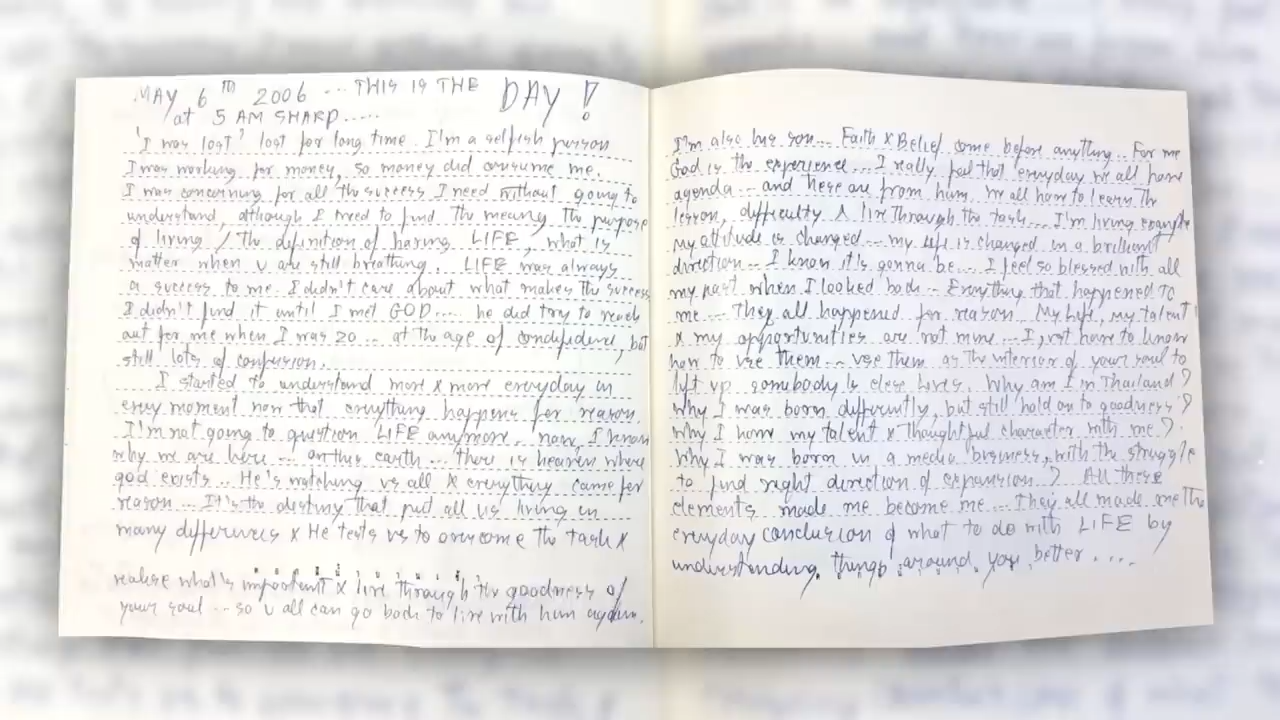 MAY 6TH 2006 ... THIS IS THE DAY!
at 5 AM SHARP.....
'I was lost' lost for long time. I'm a selfish person
I was working for money, so money did consume me.
I was concerning for all the success I need without going to
understand, although I tried to find the meaning the purpose
of living / the definition of having LIFE, what is
matter when u are still breathing. LIFE was always
a success to me. I didn't care about what makes the success
I didn't find it until I met GOD.... he did try to reach
out for me when I was 20 ... at the age of confidence, but
still lots of confusion.
I started to understand more & more everyday in
every moment now that everything happens for reason.
I'm not going to question LIFE anymore. now, I know
why we are here ... on this earth ... there is heaven where
god exists .. He's watching us all & everything came for
reason ... It's the destiny that put all us living in
many differences & He tests us to overcome the task &
realise what's important & live through the goodness of
your soul ... so u all can go back to live with him again.
I'm also his son... Faith & Belief come before anything.. For me
God is the experience... I really feel that everyday we all have
agenda ... and these are from him. we all have to learn the
lesson, difficulty & live through the task... I'm living example
my attitude is changed ... my life is changed in a brilliant
direction... I know it's gonna be.... I feel so blessed with all
my past when I looked back... Everything that happened to
me ... They all happened for reason. My life, my talent
& my opportunities are not mine... I just have to know
how to use them... use them as the interior of your soul to
lift up somebody's else lives. Why am I in Thailand?
Why I was born differently, but still hold on to goodness?
Why I have my talent & thoughtful character with me?
Why I was born in a media business, with the struggle
to find right direction of expansion? All these
elements made me become me... They all made me the
everyday conclusion of what to do with LIFE by
understanding things around you better ....